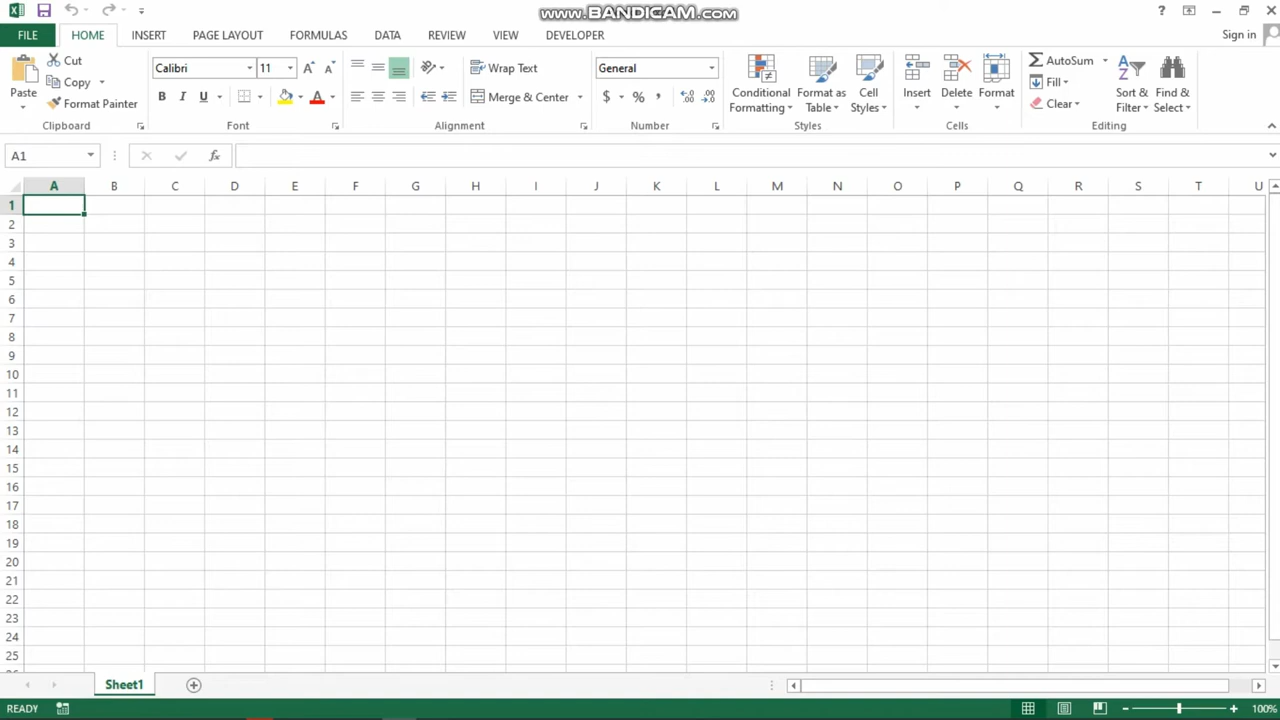 www.BANDICAM.com
Sign in
FILE HOME INSERT PAGE LAYOUT FORMULAS DATA REVIEW VIEW DEVELOPER
Paste
Cut
Copy
Format Painter
Clipboard
Calibri 11
B I U A
Font
Wrap Text
Merge & Center
Alignment
General
$ % ,
Number
Conditional Formatting
Format as Table
Cell Styles
Styles
Insert
Delete
Format
Cells
AutoSum
Fill
Clear
Sort & Filter
Find & Select
Editing
A1 fx
A B C D E F G H I J K L M N O P Q R S T U
1
2
3
4
5
6
7
8
9
10
11
12
13
14
15
16
17
18
19
20
21
22
23
24
25
Sheet1
READY 100%